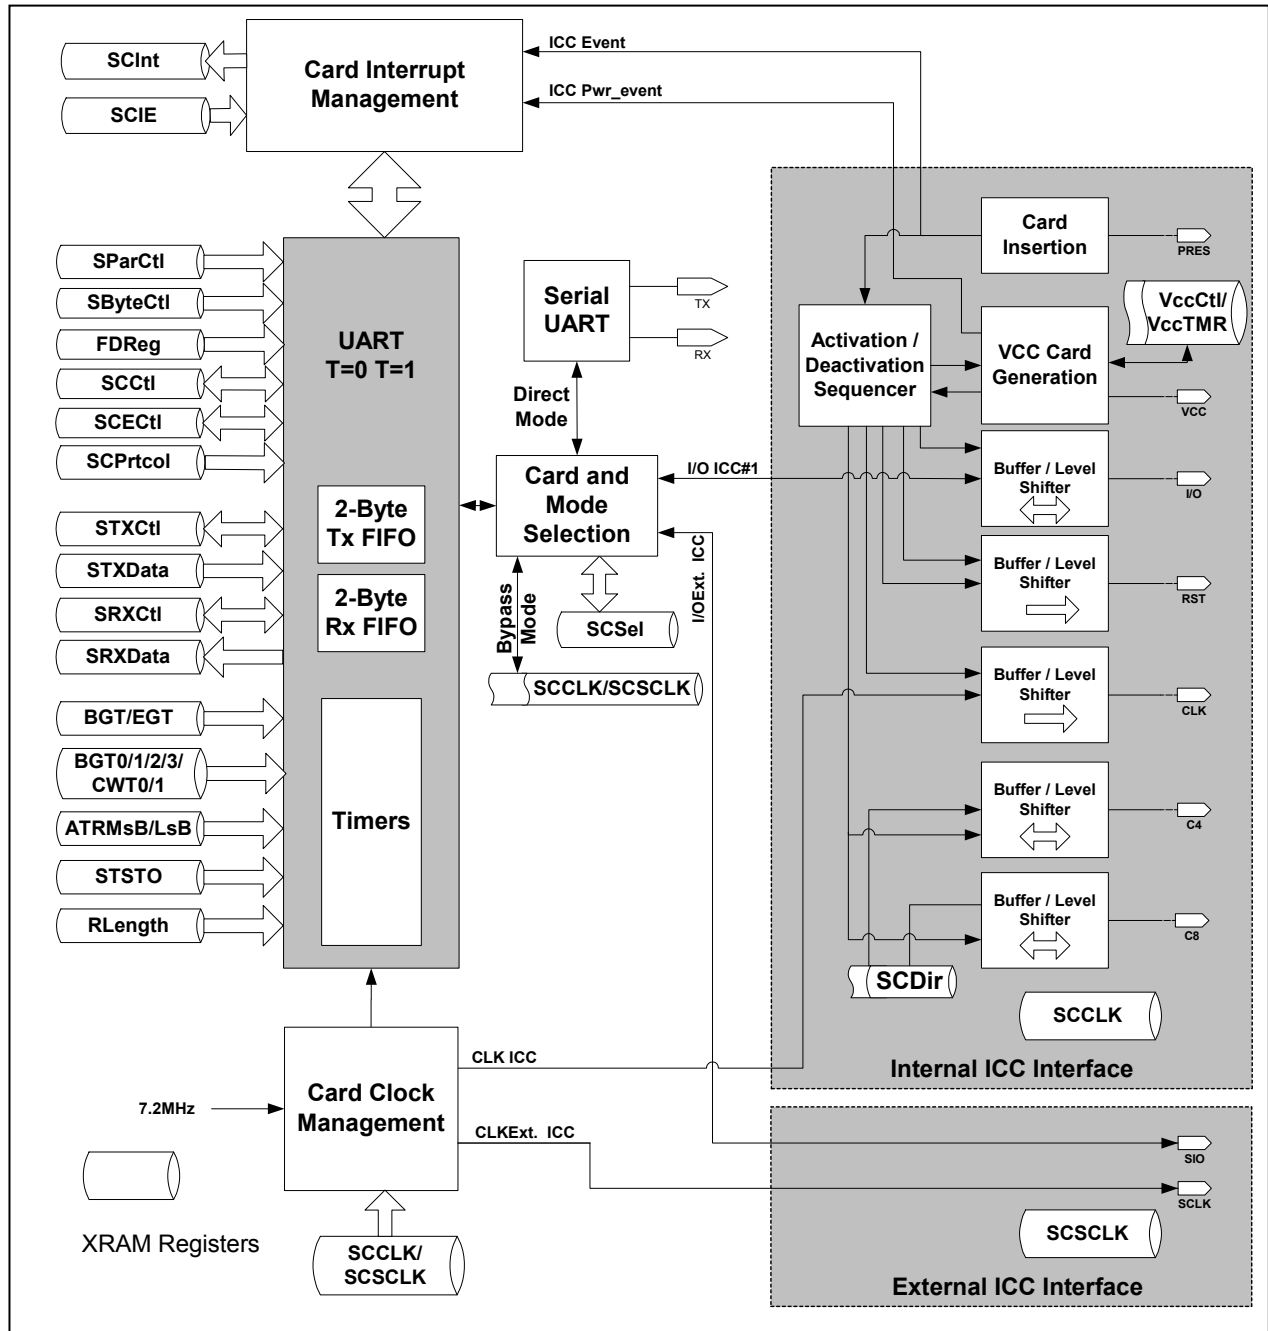 SCInt
SCIE
Card Interrupt
Management
ICC Event
ICC Pwr_event
SParCtl
SByteCtl
FDReg
SCCtl
SCECtl
SCPrtcol
STXCtl
STXData
SRXCtl
SRXData
BGT/EGT
BGT0/1/2/3/
CWT0/1
ATRMsB/LsB
STSTO
RLength
UART
T=0 T=1
2-Byte
Tx FIFO
2-Byte
Rx FIFO
Timers
Serial
UART
TX
RX
Direct
Mode
Card and
Mode
Selection
I/O ICC#1
I/OExt. ICC
Bypass
Mode
SCSel
SCCLK/SCSCLK
Card
Insertion
PRES
Activation /
Deactivation
Sequencer
VCC Card
Generation
VccCtl/
VccTMR
VCC
Buffer / Level
Shifter
I/O
Buffer / Level
Shifter
RST
Buffer / Level
Shifter
CLK
Buffer / Level
Shifter
C4
Buffer / Level
Shifter
C8
SCDir
SCCLK
Internal ICC Interface
Card Clock
Management
7.2MHz
CLK ICC
CLKExt. ICC
SCCLK/
SCSCLK
XRAM Registers
SIO
SCLK
SCSCLK
External ICC Interface